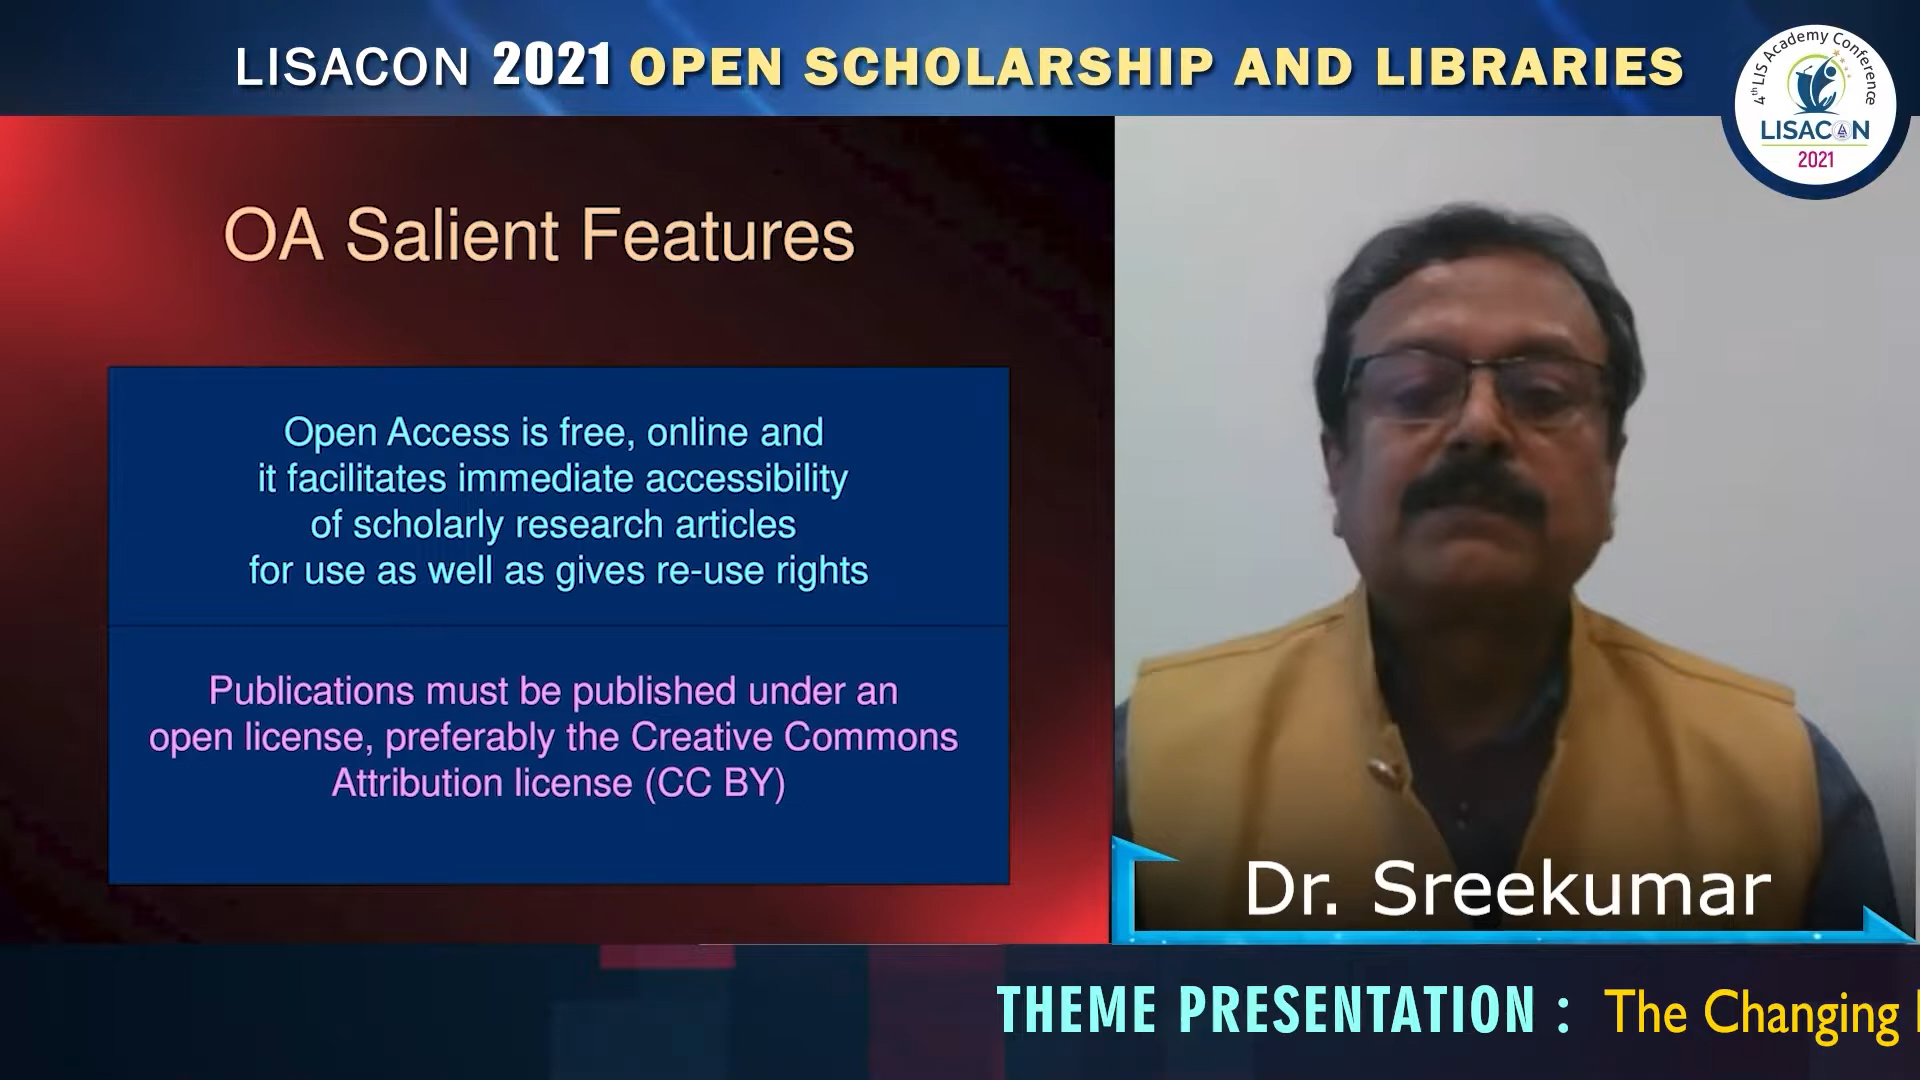 LISACON 2021 OPEN SCHOLARSHIP AND LIBRARIES
4th LIS Academy Conference
LISACON
2021
OA Salient Features
Open Access is free, online and
it facilitates immediate accessibility
of scholarly research articles
for use as well as gives re-use rights
Publications must be published under an
open license, preferably the Creative Commons
Attribution license (CC BY)
Dr. Sreekumar
THEME PRESENTATION : The Changing